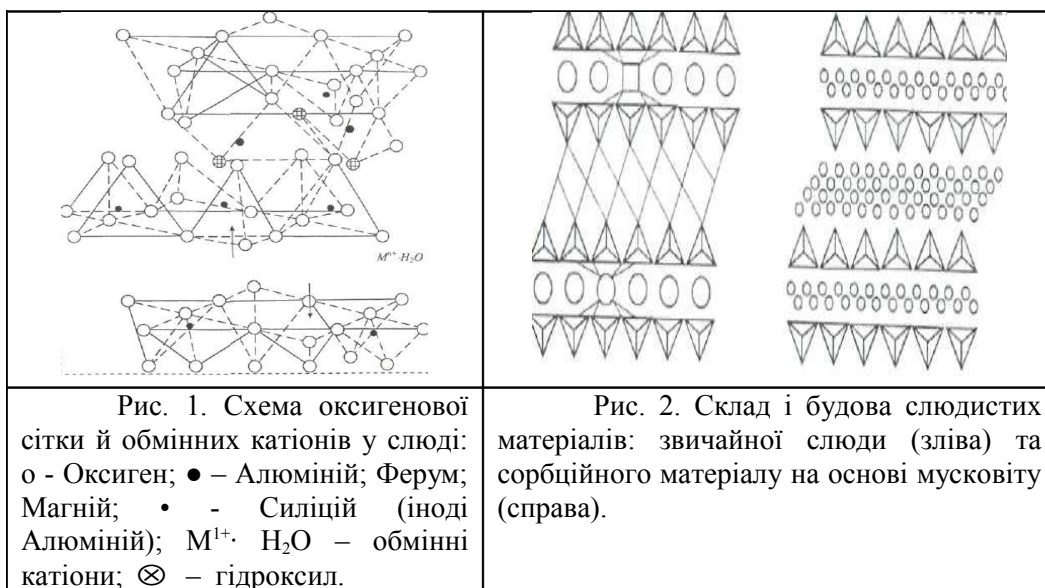 Mⁿ⁺·H₂O
Рис. 1. Схема оксигенової
сітки й обмінних катіонів у слюді:
о - Оксиген; ● – Алюміній; Ферум;
Магній; • - Силіцій (іноді
Алюміній); M¹⁺· H₂O – обмінні
катіони; ⊗ – гідроксил.
Рис. 2. Склад і будова слюдистих
матеріалів: звичайної слюди (зліва) та
сорбційного матеріалу на основі мусковіту
(справа).